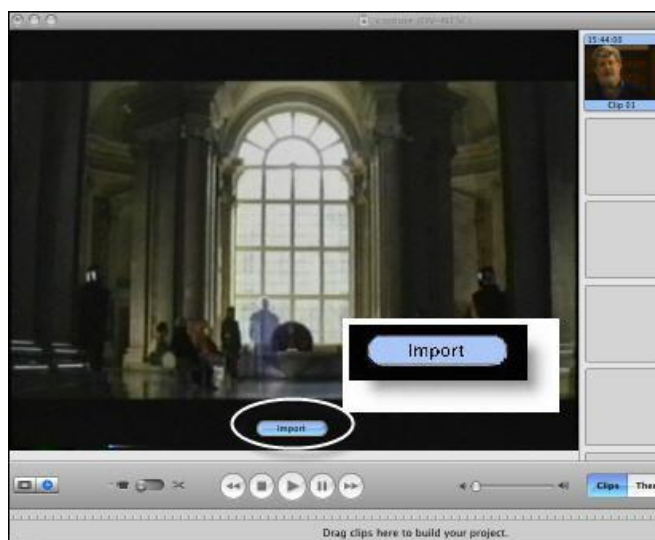 15:44:00
Clip 01
Import
Import
Clips
Drag clips here to build your project.